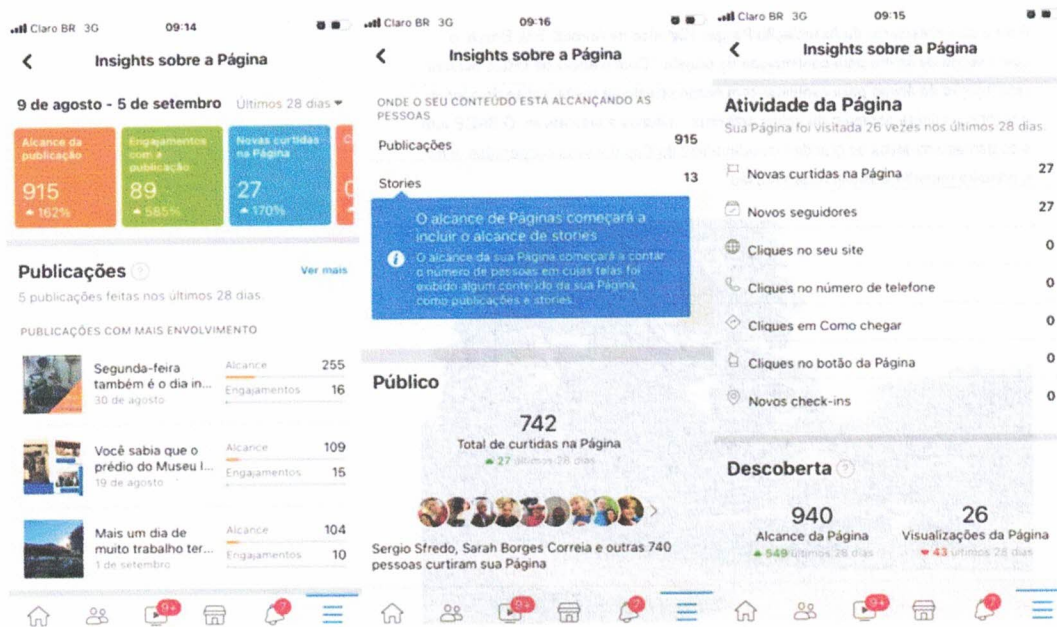 Claro BR 3G 09:14
Insights sobre a Página
9 de agosto - 5 de setembro Últimos 28 dias
Alcance da
publicação
915
162%
Engajamentos
com a
publicação
89
585%
Novas curtidas
na Página
27
170%
Publicações ?
Ver mais
5 publicações feitas nos últimos 28 dias.
PUBLICAÇÕES COM MAIS ENVOLVIMENTO
Segunda-feira
também é o dia in...
30 de agosto
Alcance 255
Engajamentos 16
Você sabia que o
prédio do Museu I...
19 de agosto
Alcance 109
Engajamentos 15
Mais um dia de
muito trabalho ter...
1 de setembro
Alcance 104
Engajamentos 10
9+
7
Claro BR 3G 09:16
Insights sobre a Página
ONDE O SEU CONTEÚDO ESTÁ ALCANÇANDO AS
PESSOAS
Publicações 915
Stories 13
O alcance de Páginas começará a
incluir o alcance de stories
O alcance da sua Página começará a contar
o número de pessoas em cujas telas foi
exibido algum conteúdo da sua Página,
como publicações e stories.
Público
742
Total de curtidas na Página
27 últimos 28 dias
Sergio Sfredo, Sarah Borges Correia e outras 740
pessoas curtiram sua Página
9+
7
Claro BR 3G 09:15
Insights sobre a Página
Atividade da Página
Sua Página foi visitada 26 vezes nos últimos 28 dias.
Novas curtidas na Página 27
Novos seguidores 27
Cliques no seu site 0
Cliques no número de telefone 0
Cliques em Como chegar 0
Cliques no botão da Página 0
Novos check-ins 0
Descoberta ?
940
Alcance da Página
549 últimos 28 dias
26
Visualizações da Página
43 últimos 28 dias
9+
7